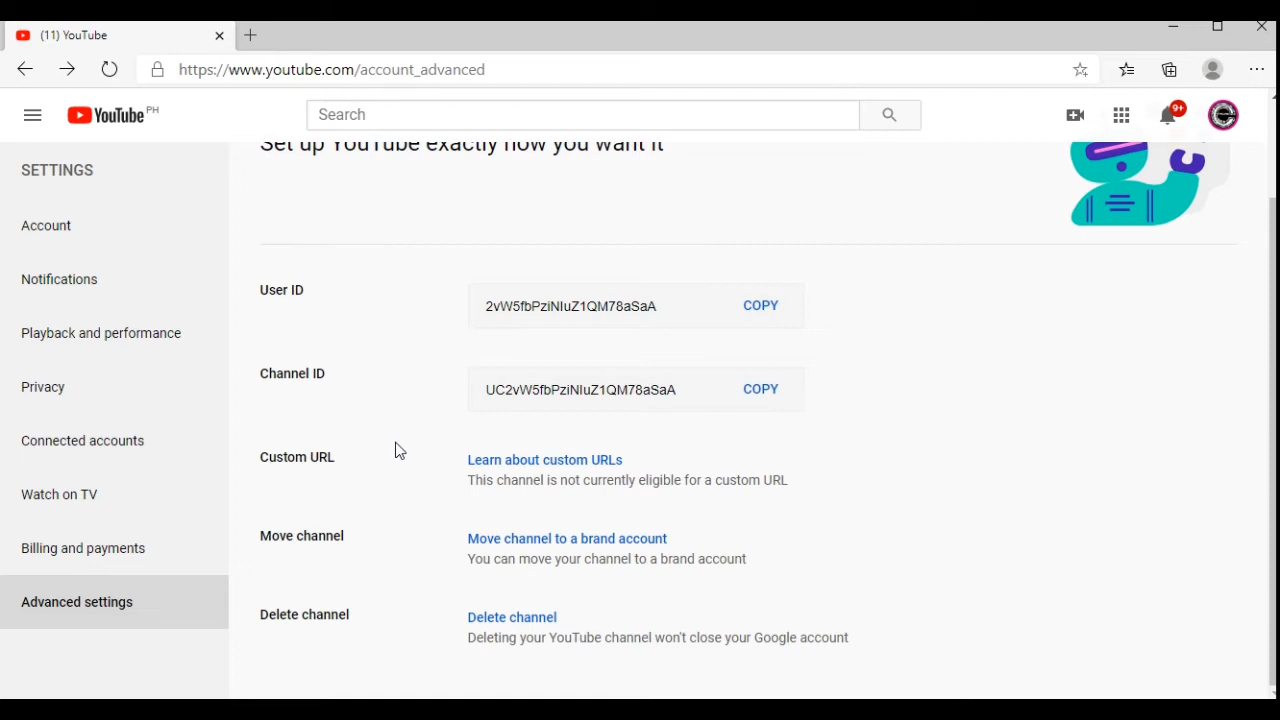 (11) YouTube
https://www.youtube.com/account_advanced
YouTube PH
Search
9+
SETTINGS
Account
Notifications
Playback and performance
Privacy
Connected accounts
Watch on TV
Billing and payments
Advanced settings
Set up YouTube exactly how you want it
User ID
2vW5fbPziNIuZ1QM78aSaA COPY
Channel ID
UC2vW5fbPziNIuZ1QM78aSaA COPY
Custom URL
Learn about custom URLs
This channel is not currently eligible for a custom URL
Move channel
Move channel to a brand account
You can move your channel to a brand account
Delete channel
Delete channel
Deleting your YouTube channel won't close your Google account